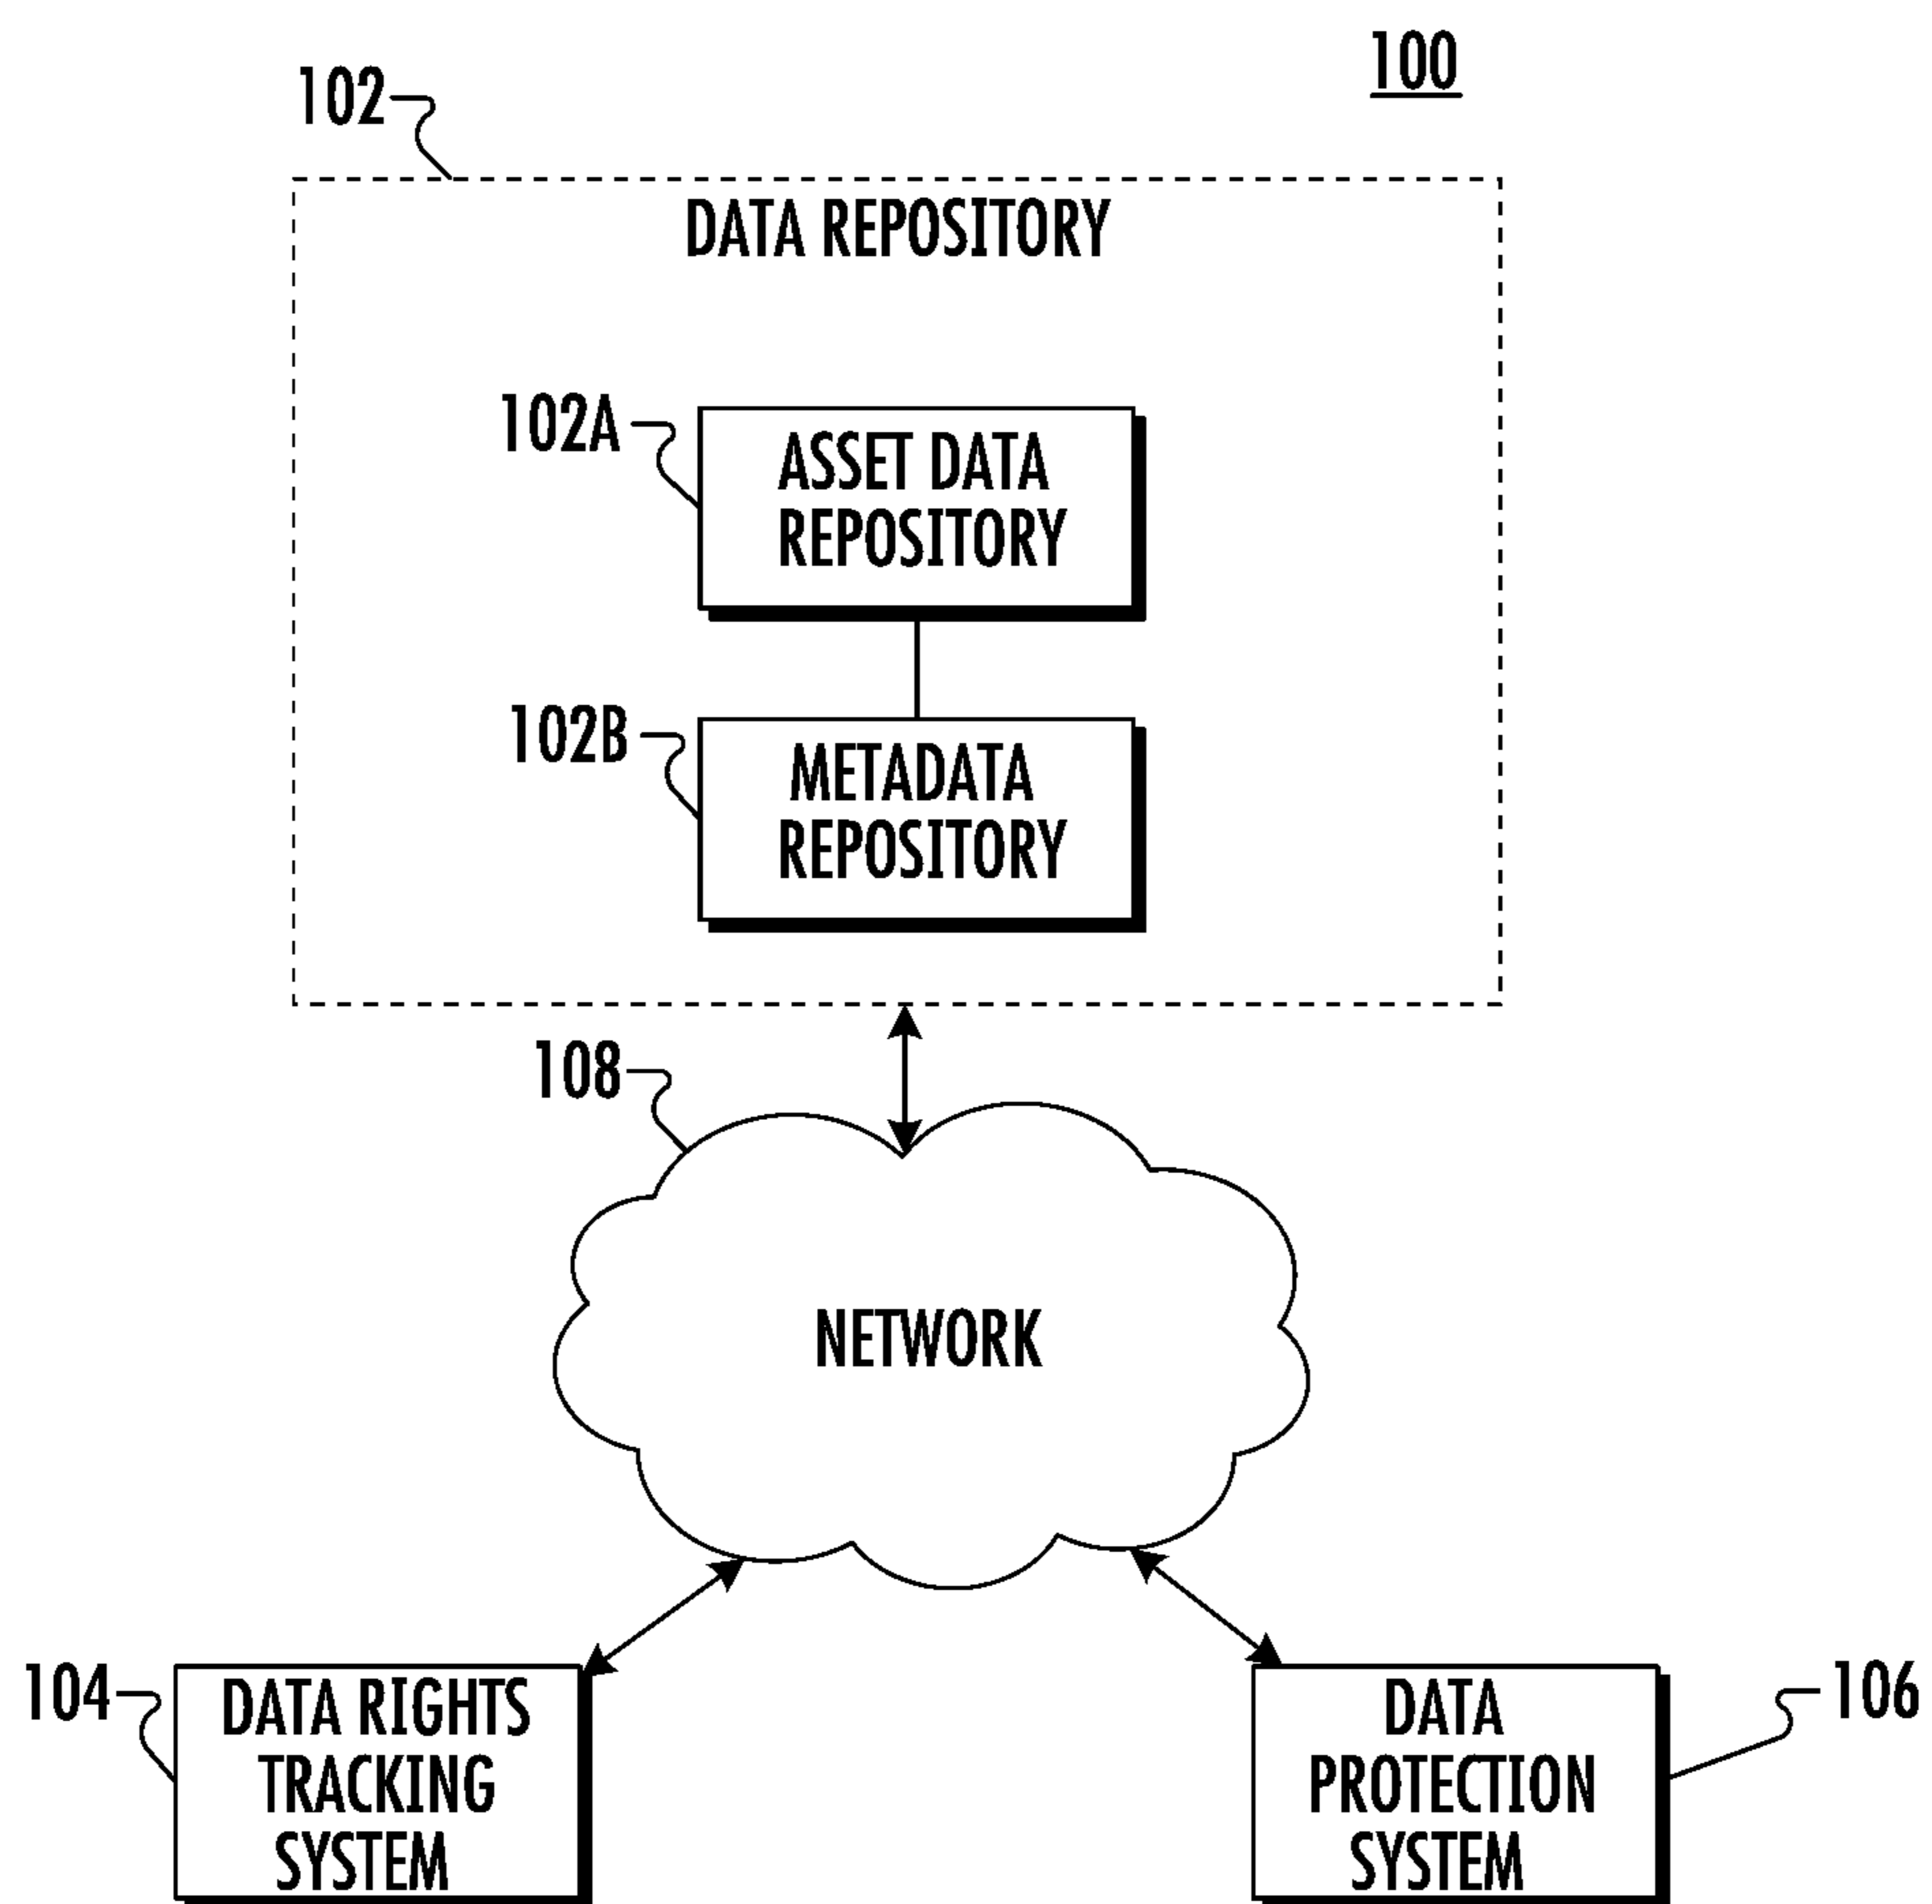 100
102
DATA REPOSITORY
102A
ASSET DATA
REPOSITORY
102B
METADATA
REPOSITORY
108
NETWORK
104
DATA RIGHTS
TRACKING
SYSTEM
DATA
PROTECTION
SYSTEM
106